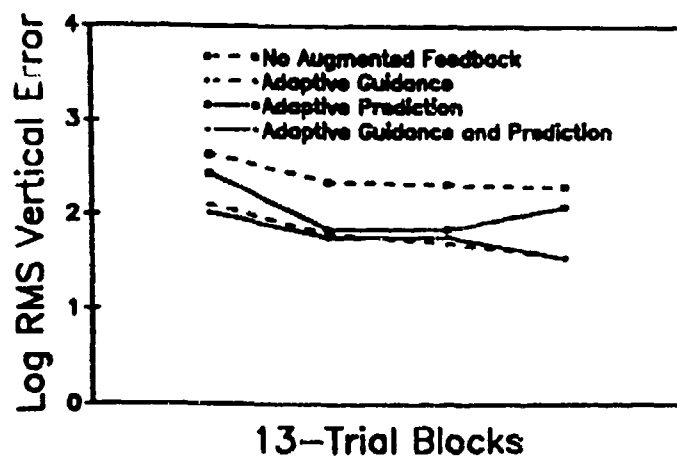 4
No Augmented Feedback
Adaptive Guidance
3
Adaptive Prediction
Adaptive Guidance and Prediction
2
1
0
Log RMS Vertical Error
13-Trial Blocks